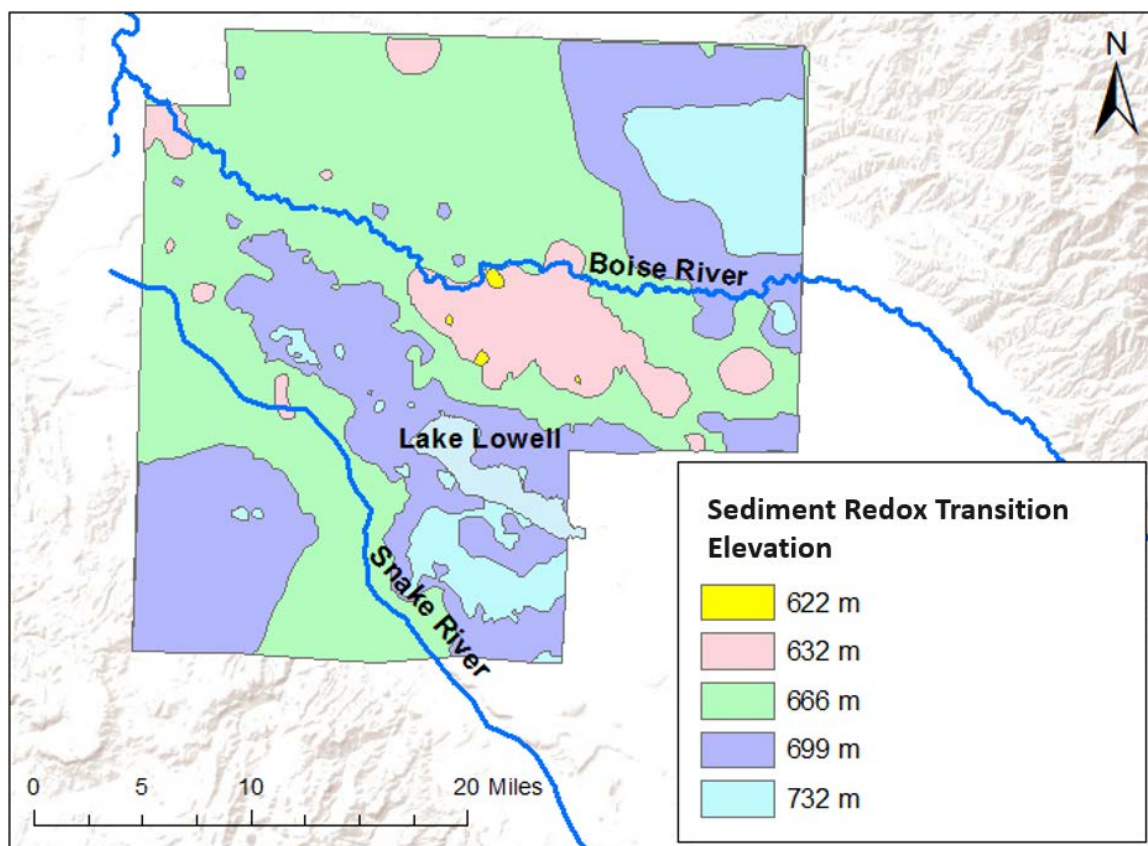 N
Boise River
Lake Lowell
Snake River
Sediment Redox Transition
Elevation
622 m
632 m
666 m
699 m
732 m
0 5 10 20 Miles